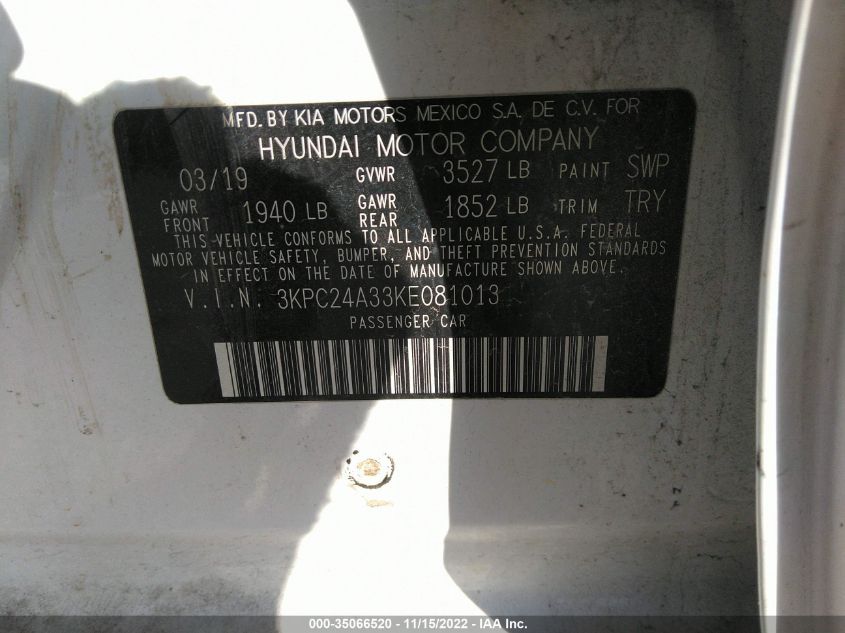 MFD. BY KIA MOTORS MEXICO S.A. DE C.V. FOR
HYUNDAI MOTOR COMPANY
03/19 GVWR 3527 LB PAINT SWP
GAWR FRONT 1940 LB GAWR REAR 1852 LB TRIM TRY
THIS VEHICLE CONFORMS TO ALL APPLICABLE U.S.A. FEDERAL
MOTOR VEHICLE SAFETY, BUMPER, AND THEFT PREVENTION STANDARDS
IN EFFECT ON THE DATE OF MANUFACTURE SHOWN ABOVE.
V.I.N. 3KPC24A33KE081013
PASSENGER CAR
000-35066520 - 11/15/2022 - IAA Inc.